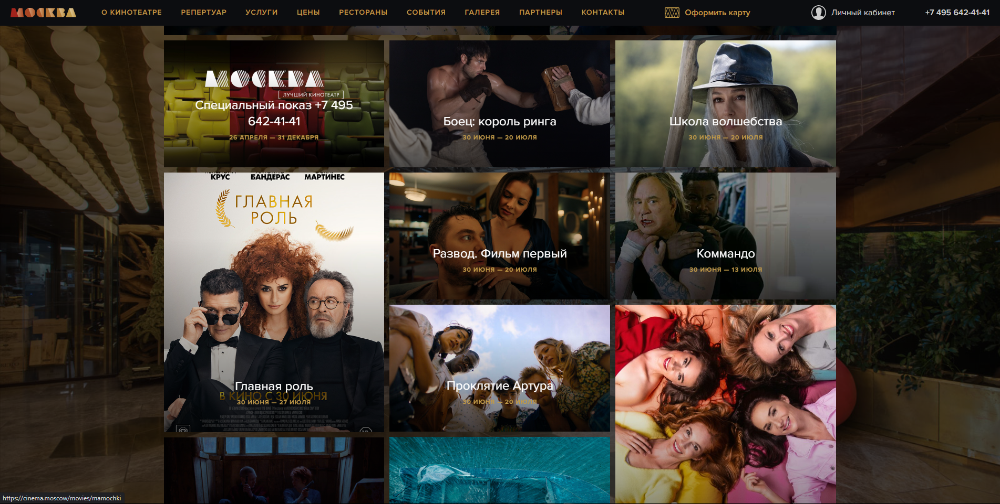 МОСКВА
О КИНОТЕАТРЕ
РЕПЕРТУАР
УСЛУГИ
ЦЕНЫ
РЕСТОРАНЫ
СОБЫТИЯ
ГАЛЕРЕЯ
ПАРТНЕРЫ
КОНТАКТЫ
Оформить карту
Личный кабинет
+7 495 642-41-41
МОСКВА
[ ЛУЧШИЙ КИНОТЕАТР ]
Специальный показ +7 495
642-41-41
26 АПРЕЛЯ — 31 ДЕКАБРЯ
Боец: король ринга
30 ИЮНЯ — 20 ИЮЛЯ
Школа волшебства
30 ИЮНЯ — 20 ИЮЛЯ
КРУС БАНДЕРАС МАРТИНЕС
ГЛАВНАЯ
РОЛЬ
Главная роль
В КИНО С 30 ИЮНЯ
30 ИЮНЯ — 27 ИЮЛЯ
Развод. Фильм первый
30 ИЮНЯ — 20 ИЮЛЯ
Коммандо
30 ИЮНЯ — 13 ИЮЛЯ
Проклятие Артура
30 ИЮНЯ — 20 ИЮЛЯ
https://cinema.moscow/movies/mamochki